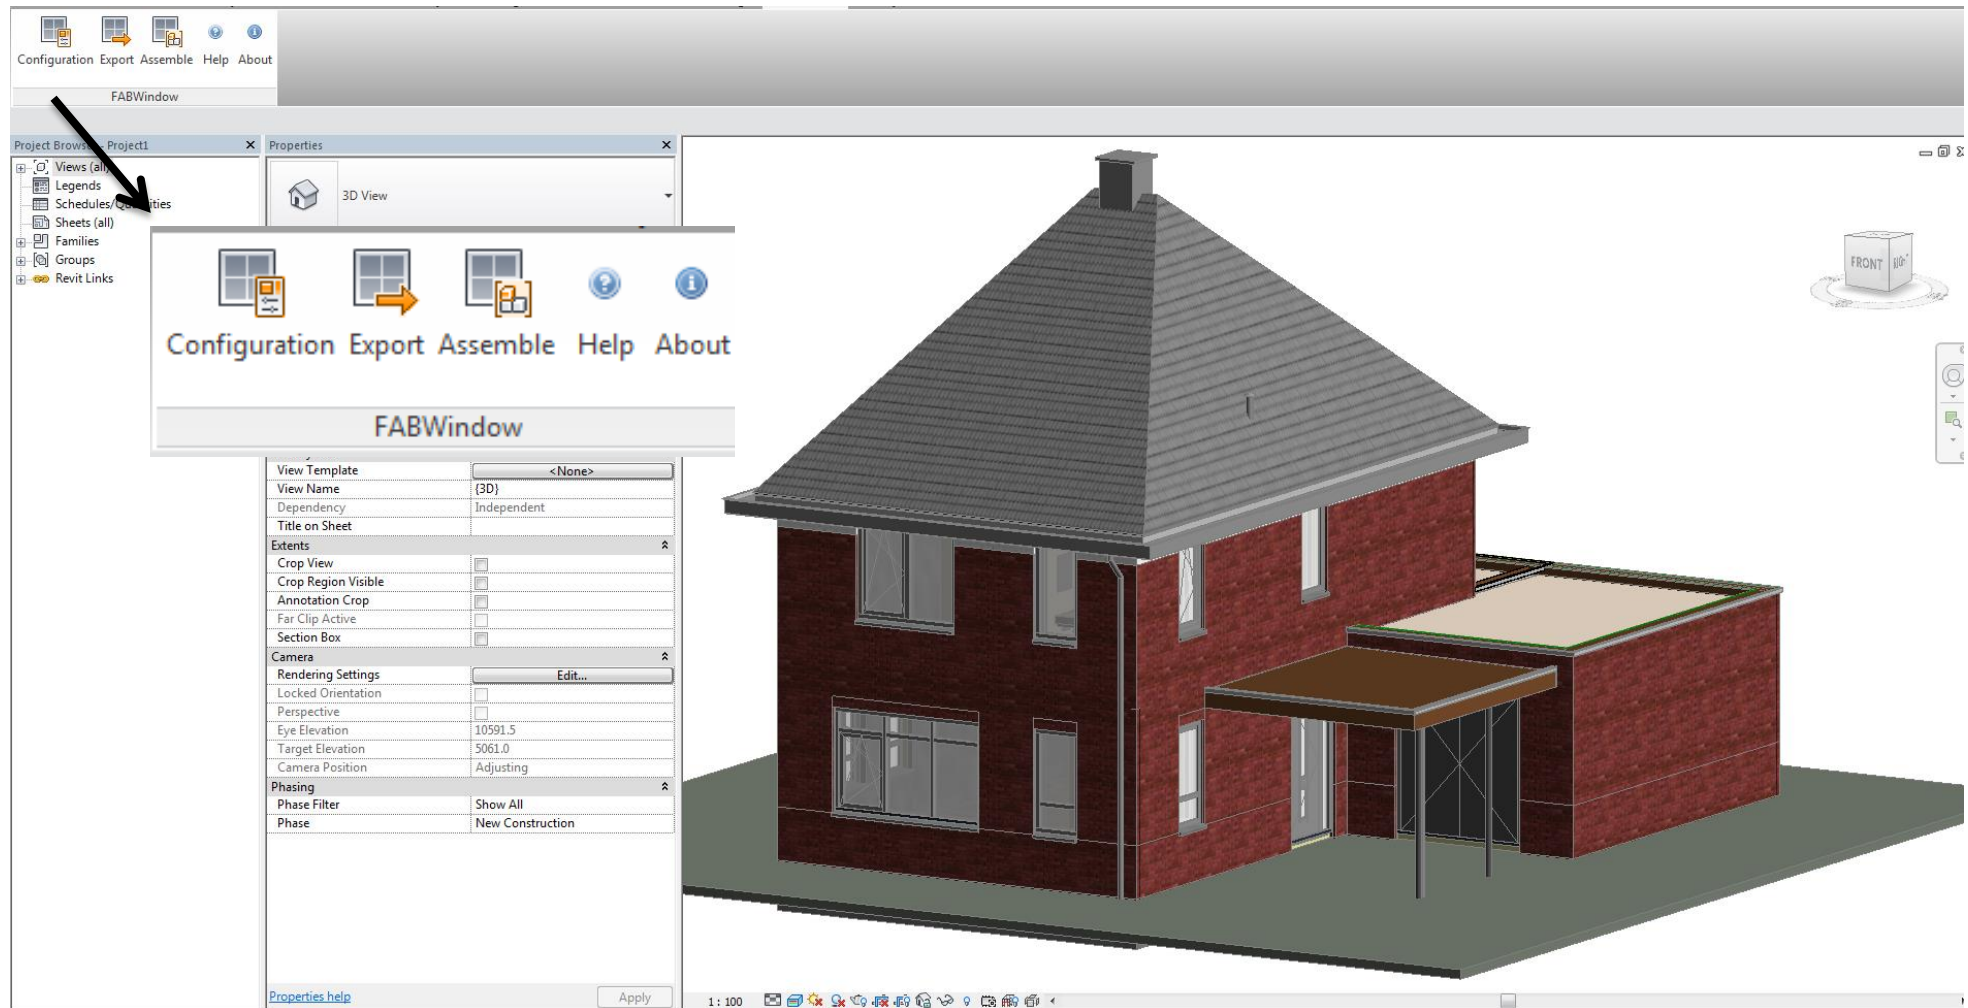 Configuration Export Assemble Help About
FABWindow
Project Browser - Project1
Views (all)
Legends
Schedules/Quantities
Sheets (all)
Families
Groups
Revit Links
Properties
3D View
Configuration Export Assemble Help About
FABWindow
View Template <None>
View Name {3D}
Dependency Independent
Title on Sheet
Extents
Crop View
Crop Region Visible
Annotation Crop
Far Clip Active
Section Box
Camera
Rendering Settings Edit...
Locked Orientation
Perspective
Eye Elevation 10591.5
Target Elevation 5061.0
Camera Position Adjusting
Phasing
Phase Filter Show All
Phase New Construction
Properties help Apply
FRONT
1 : 100